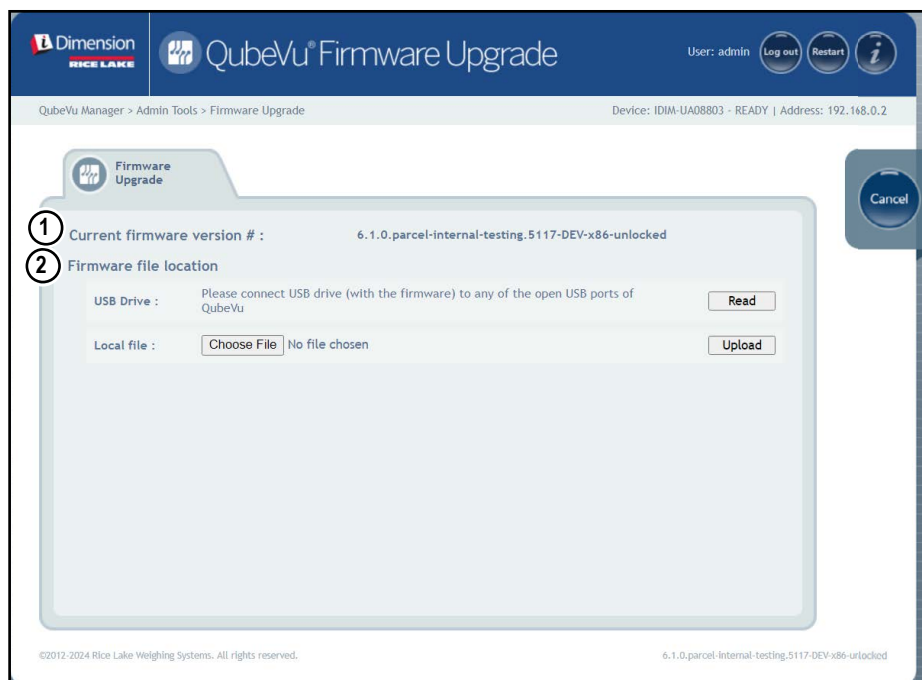 iDimension
RICE LAKE
QubeVu® Firmware Upgrade
User: admin
Log out
Restart
i
QubeVu Manager > Admin Tools > Firmware Upgrade
Device: IDIM-UA08803 - READY | Address: 192.168.0.2
Firmware
Upgrade
Cancel
1
Current firmware version # :
6.1.0.parcel-internal-testing.5117-DEV-x86-unlocked
2
Firmware file location
USB Drive :
Please connect USB drive (with the firmware) to any of the open USB ports of
QubeVu
Read
Local file :
Choose File No file chosen
Upload
©2012-2024 Rice Lake Weighing Systems. All rights reserved.
6.1.0.parcel-internal-testing.5117-DEV-x86-unlocked